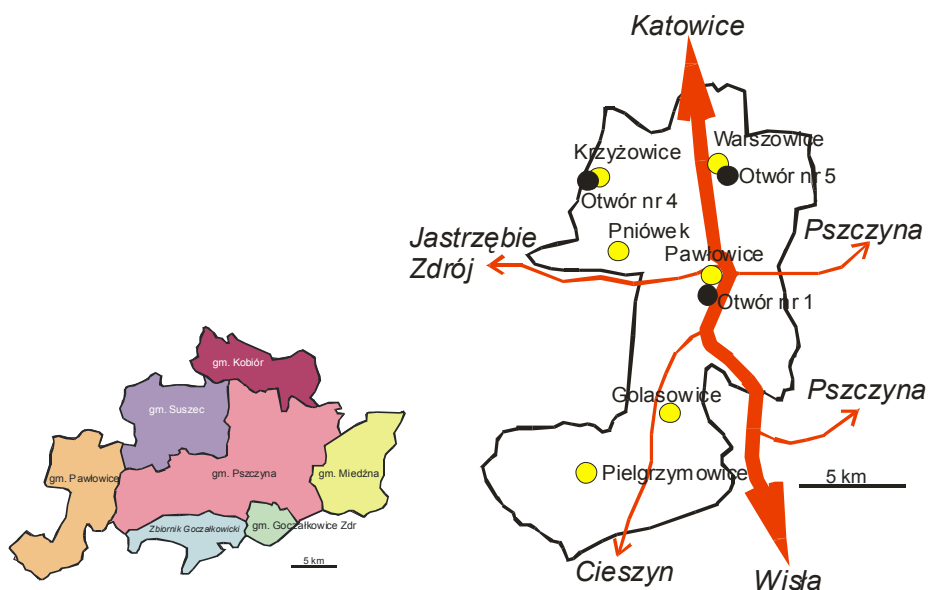 gm. Kobiór
gm. Suszec
gm. Pawłowice
gm. Pszczyna
gm. Miedźna
Zbiornik Goczałkowicki
gm. Goczałkowice Zdr
5 km
Katowice
Warszowice
Krzyżowice
Otwór nr 5
Otwór nr 4
Pniówek
Jastrzębie
Zdrój
Pszczyna
Pawłowice
Otwór nr 1
Golasowice
Pszczyna
Pielgrzymowice
5 km
Cieszyn
Wisła